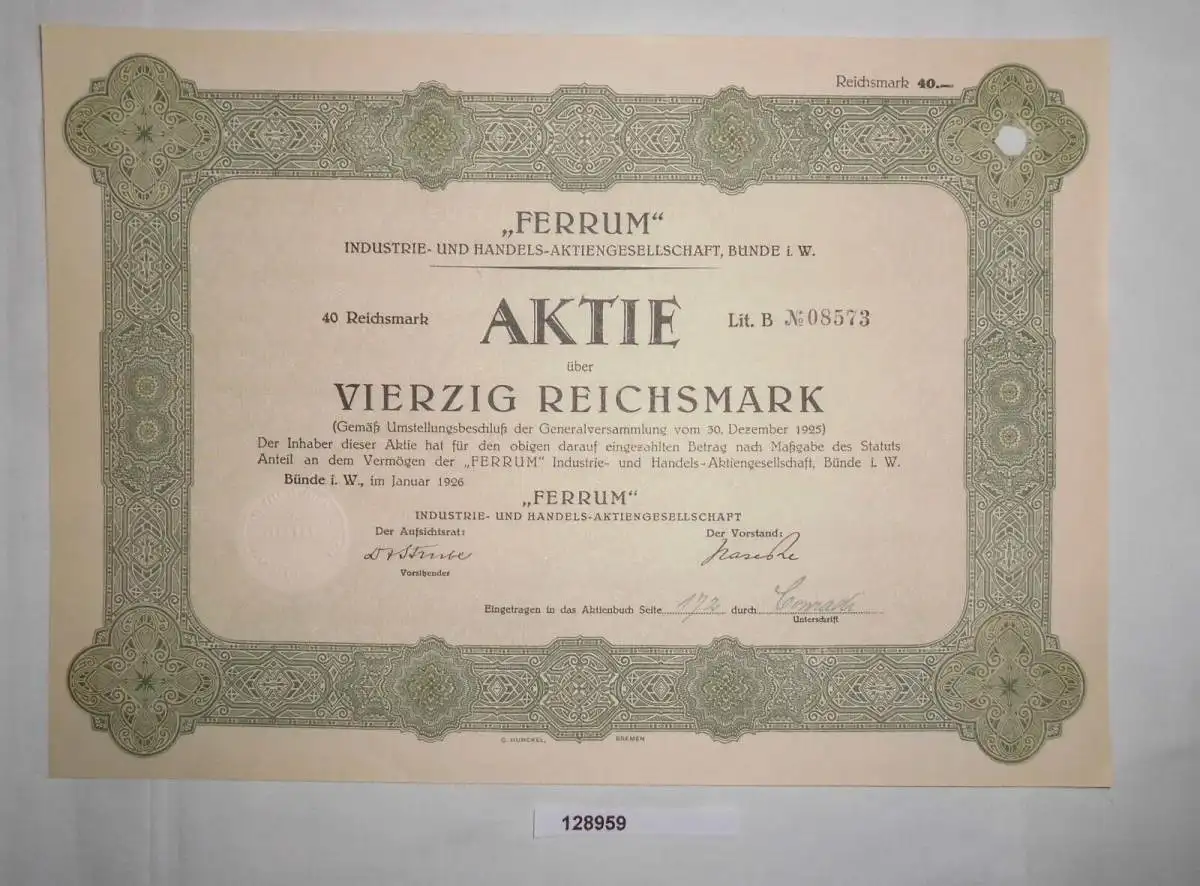 Reichsmark 40.—
„FERRUM“
INDUSTRIE- UND HANDELS-AKTIENGESELLSCHAFT, BÜNDE i. W.
40 Reichsmark AKTIE Lit. B № 08573
über
VIERZIG REICHSMARK
(Gemäß Umstellungsbeschluß der Generalversammlung vom 30. Dezember 1925)
Der Inhaber dieser Aktie hat für den obigen darauf eingezahlten Betrag nach Maßgabe des Statuts
Anteil an dem Vermögen der „FERRUM“ Industrie- und Handels-Aktiengesellschaft, Bünde i. W.
Bünde i. W., im Januar 1926
„FERRUM“
INDUSTRIE- UND HANDELS-AKTIENGESELLSCHAFT
Der Aufsichtsrat: Der Vorstand:
Vorsitzender
Eingetragen in das Aktienbuch Seite 172 durch
Unterschrift
BREMEN
128959